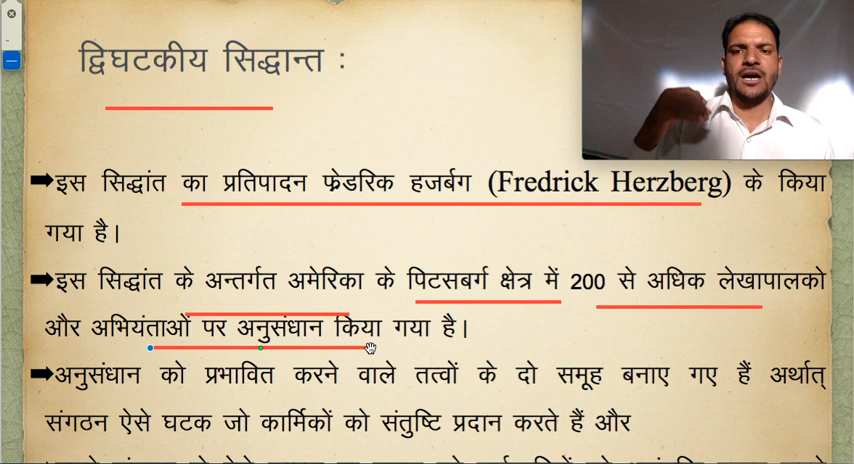 द्विघटकीय सिद्धान्त :
➡इस सिद्धांत का प्रतिपादन फ्रेडरिक हजर्बग (Fredrick Herzberg) के किया
गया है।
➡इस सिद्धांत के अन्तर्गत अमेरिका के पिटसबर्ग क्षेत्र में 200 से अधिक लेखापालको
और अभियंताओं पर अनुसंधान किया गया है।
➡अनुसंधान को प्रभावित करने वाले तत्वों के दो समूह बनाए गए हैं अर्थात्
संगठन ऐसे घटक जो कार्मिकों को संतुष्टि प्रदान करते हैं और